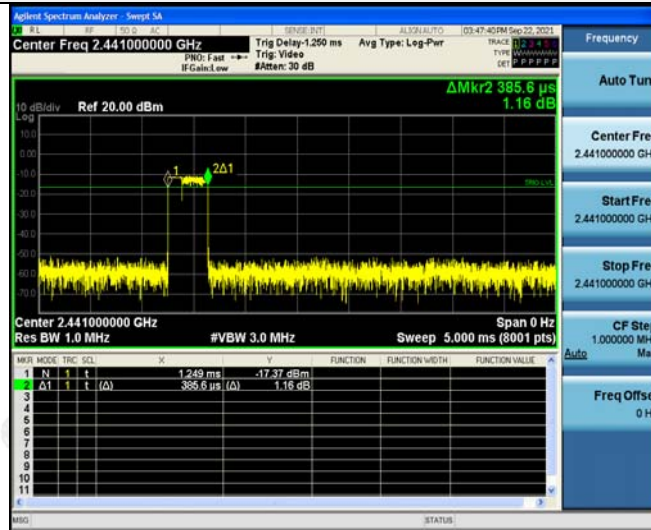 Agilent Spectrum Analyzer - Swept SA
RL RF 50 Ω AC SENSE:INT ALIGN AUTO 03:47:40 PM Sep 22, 2021
Center Freq 2.441000000 GHz
PNO: Fast
IFGain:Low
Trig Delay-1.250 ms
Trig: Video
#Atten: 30 dB
Avg Type: Log-Pwr
TRACE 1 2 3 4 5 6
TYPE
DET P P P P P P
ΔMkr2 385.6 µs
1.16 dB
10 dB/div Ref 20.00 dBm
Log
10.0
0.00
-10.0
-20.0
-30.0
-40.0
-50.0
-60.0
-70.0
1
2Δ1
TRIG LVL
Center 2.441000000 GHz Span 0 Hz
Res BW 1.0 MHz #VBW 3.0 MHz Sweep 5.000 ms (8001 pts)
MKR MODE TRC SCL X Y FUNCTION FUNCTION WIDTH FUNCTION VALUE
1 N 1 t 1.249 ms -17.37 dBm
2 Δ1 1 t (Δ) 385.6 µs (Δ) 1.16 dB
3
4
5
6
7
8
9
10
11
MSG STATUS
Frequency
Auto Tun
Center Fre
2.441000000 GH
Start Fre
2.441000000 GH
Stop Fre
2.441000000 GH
CF Ste
1.000000 MH
Auto Ma
Freq Offse
0 H